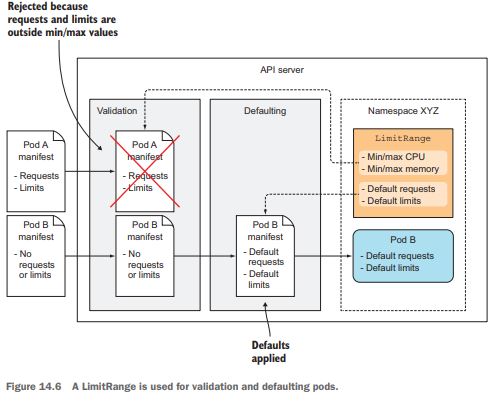 Rejected because
requests and limits are
outside min/max values
API server
Validation
Defaulting
Namespace XYZ
Pod A
manifest
- Requests
- Limits
Pod A
manifest
- Requests
- Limits
LimitRange
- Min/max CPU
- Min/max memory
- Default requests
- Default limits
Pod B
manifest
- No
requests
or limits
Pod B
manifest
- No
requests
or limits
Pod B
manifest
- Default
requests
- Default
limits
Pod B
- Default requests
- Default limits
Defaults
applied
Figure 14.6 A LimitRange is used for validation and defaulting pods.